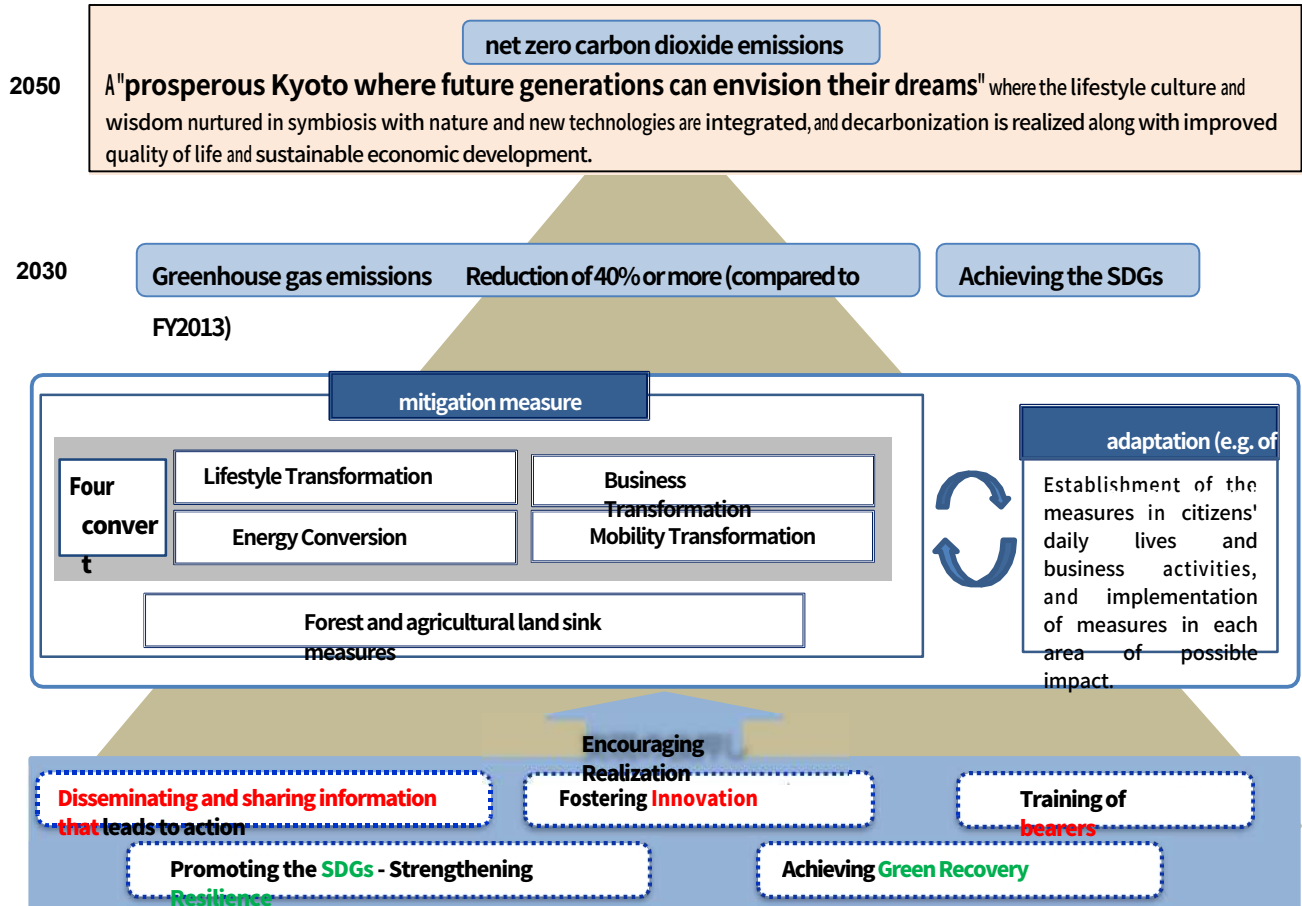 net zero carbon dioxide emissions
2050
A "prosperous Kyoto where future generations can envision their dreams" where the lifestyle culture and
wisdom nurtured in symbiosis with nature and new technologies are integrated, and decarbonization is realized along with improved
quality of life and sustainable economic development.
2030
Greenhouse gas emissions Reduction of 40% or more (compared to
FY2013)
Achieving the SDGs
mitigation measure
Four
conver
t
Lifestyle Transformation
Business
Transformation
Energy Conversion
Mobility Transformation
Forest and agricultural land sink
measures
adaptation (e.g. of
Establishment of the
measures in citizens'
daily lives and
business activities,
and implementation
of measures in each
area of possible
impact.
Encouraging
Realization
Disseminating and sharing information
that leads to action
Fostering Innovation
Training of
bearers
Promoting the SDGs - Strengthening
Resilience
Achieving Green Recovery